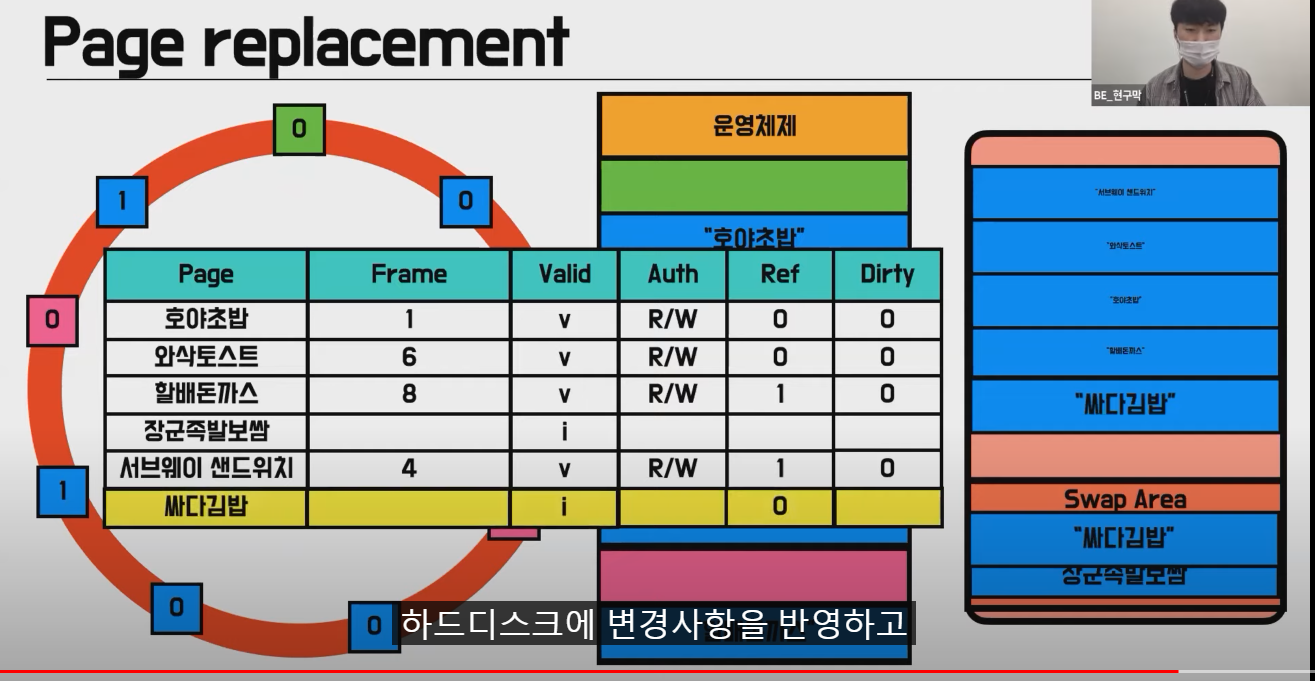 Page replacement
BE_현구막
0
1
0
0
1
0
0
운영체제
"호야초밥"
Page Frame Valid Auth Ref Dirty
호야초밥 1 v R/W 0 0
와삭토스트 6 v R/W 0 0
할배돈까스 8 v R/W 1 0
장군족발보쌈 i
서브웨이 샌드위치 4 v R/W 1 0
싸다김밥 i 0
"서브웨이 샌드위치"
"와삭토스트"
"호야초밥"
"할배돈까스"
"싸다김밥"
Swap Area
"싸다김밥"
장군족발보쌈
하드디스크에 변경사항을 반영하고